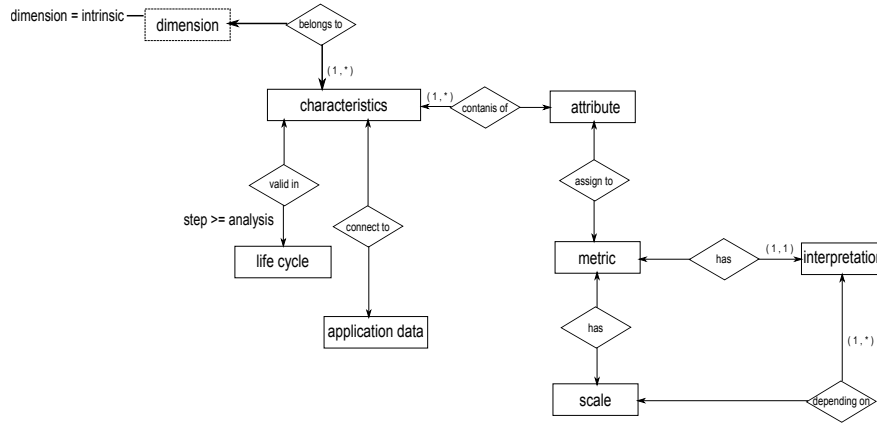 dimension = intrinsic
dimension
belongs to
(1,*)
characteristics
(1,*)
contanis of
attribute
valid in
assign to
step >= analysis
connect to
life cycle
metric
has
(1,1)
interpretation
application data
has
(1,*)
scale
depending on